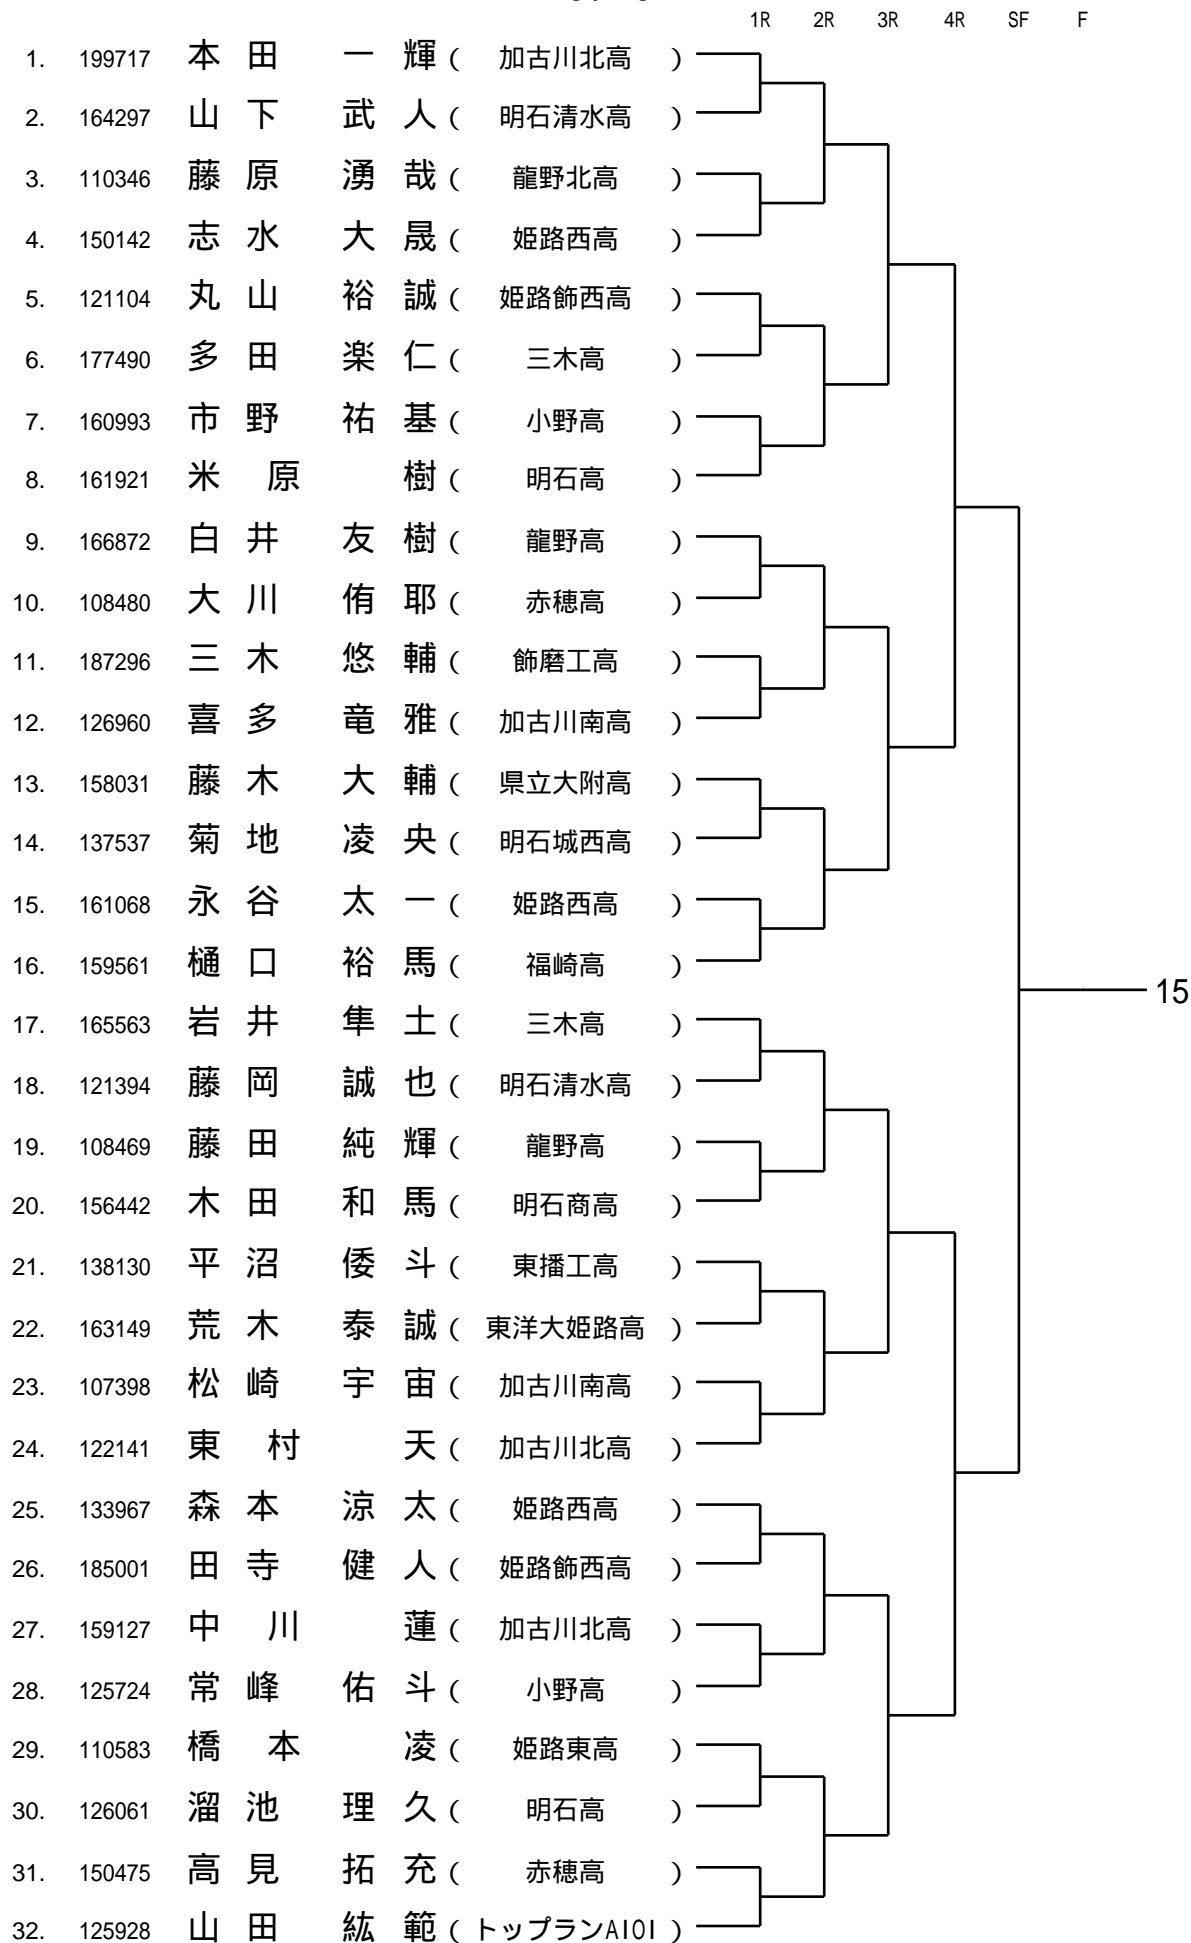 1R 2R 3R 4R SF F
1. 199717 本田 一輝 ( 加古川北高 )
2. 164297 山下 武人 ( 明石清水高 )
3. 110346 藤原 湧哉 ( 龍野北高 )
4. 150142 志水 大晟 ( 姫路西高 )
5. 121104 丸山 裕誠 ( 姫路飾西高 )
6. 177490 多田 楽仁 ( 三木高 )
7. 160993 市野 祐基 ( 小野高 )
8. 161921 米原 樹 ( 明石高 )
9. 166872 白井 友樹 ( 龍野高 )
10. 108480 大川 侑耶 ( 赤穂高 )
11. 187296 三木 悠輔 ( 飾磨工高 )
12. 126960 喜多 竜雅 ( 加古川南高 )
13. 158031 藤木 大輔 ( 県立大附高 )
14. 137537 菊地 凌央 ( 明石城西高 )
15. 161068 永谷 太一 ( 姫路西高 )
16. 159561 樋口 裕馬 ( 福崎高 )
15
17. 165563 岩井 隼土 ( 三木高 )
18. 121394 藤岡 誠也 ( 明石清水高 )
19. 108469 藤田 純輝 ( 龍野高 )
20. 156442 木田 和馬 ( 明石商高 )
21. 138130 平沼 倭斗 ( 東播工高 )
22. 163149 荒木 泰誠 ( 東洋大姫路高 )
23. 107398 松崎 宇宙 ( 加古川南高 )
24. 122141 東村 天 ( 加古川北高 )
25. 133967 森本 涼太 ( 姫路西高 )
26. 185001 田寺 健人 ( 姫路飾西高 )
27. 159127 中川 蓮 ( 加古川北高 )
28. 125724 常峰 佑斗 ( 小野高 )
29. 110583 橋本 凌 ( 姫路東高 )
30. 126061 溜池 理久 ( 明石高 )
31. 150475 高見 拓充 ( 赤穂高 )
32. 125928 山田 紘範 ( トップランAIOI )